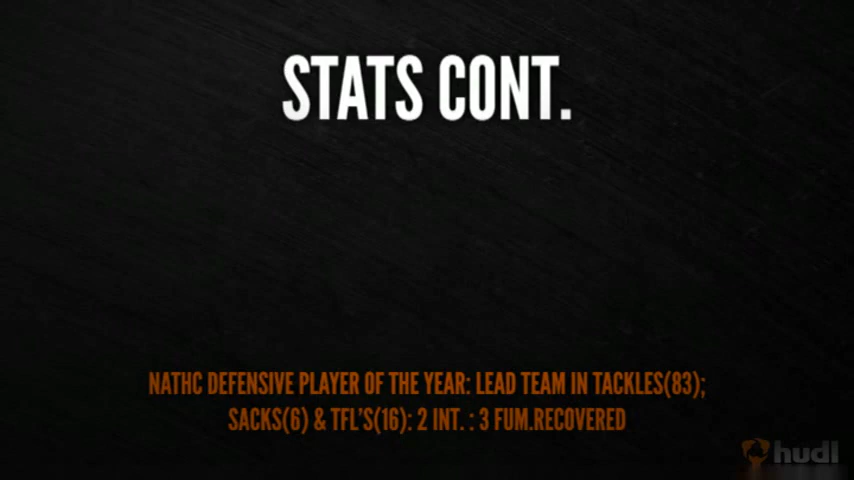 STATS CONT.
NATHC DEFENSIVE PLAYER OF THE YEAR: LEAD TEAM IN TACKLES(83);
SACKS(6) & TFL'S(16): 2 INT. : 3 FUM.RECOVERED
hudl